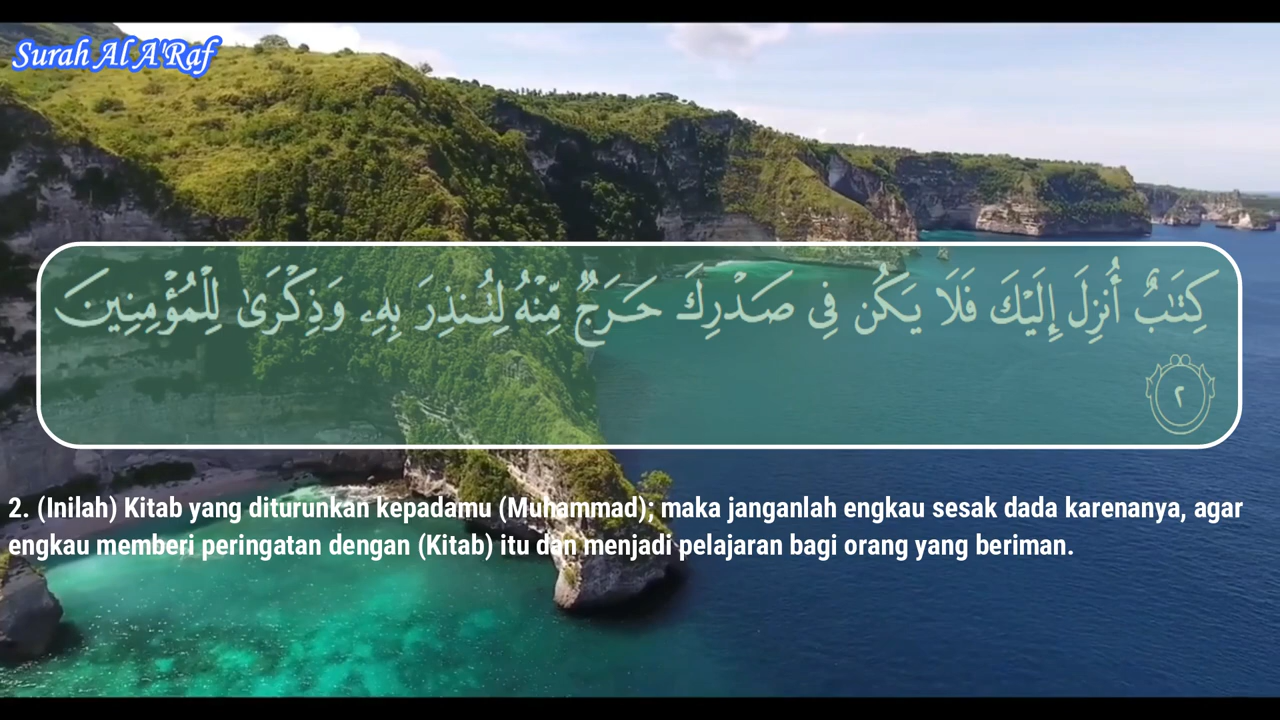 Surah Al A'Raf
كِتَٰبٌ أُنزِلَ إِلَيْكَ فَلَا يَكُن فِى صَدْرِكَ حَرَجٌ مِّنْهُ لِتُنذِرَ بِهِۦ وَذِكْرَىٰ لِلْمُؤْمِنِينَ
٢
2. (Inilah) Kitab yang diturunkan kepadamu (Muhammad); maka janganlah engkau sesak dada karenanya, agar
engkau memberi peringatan dengan (Kitab) itu dan menjadi pelajaran bagi orang yang beriman.